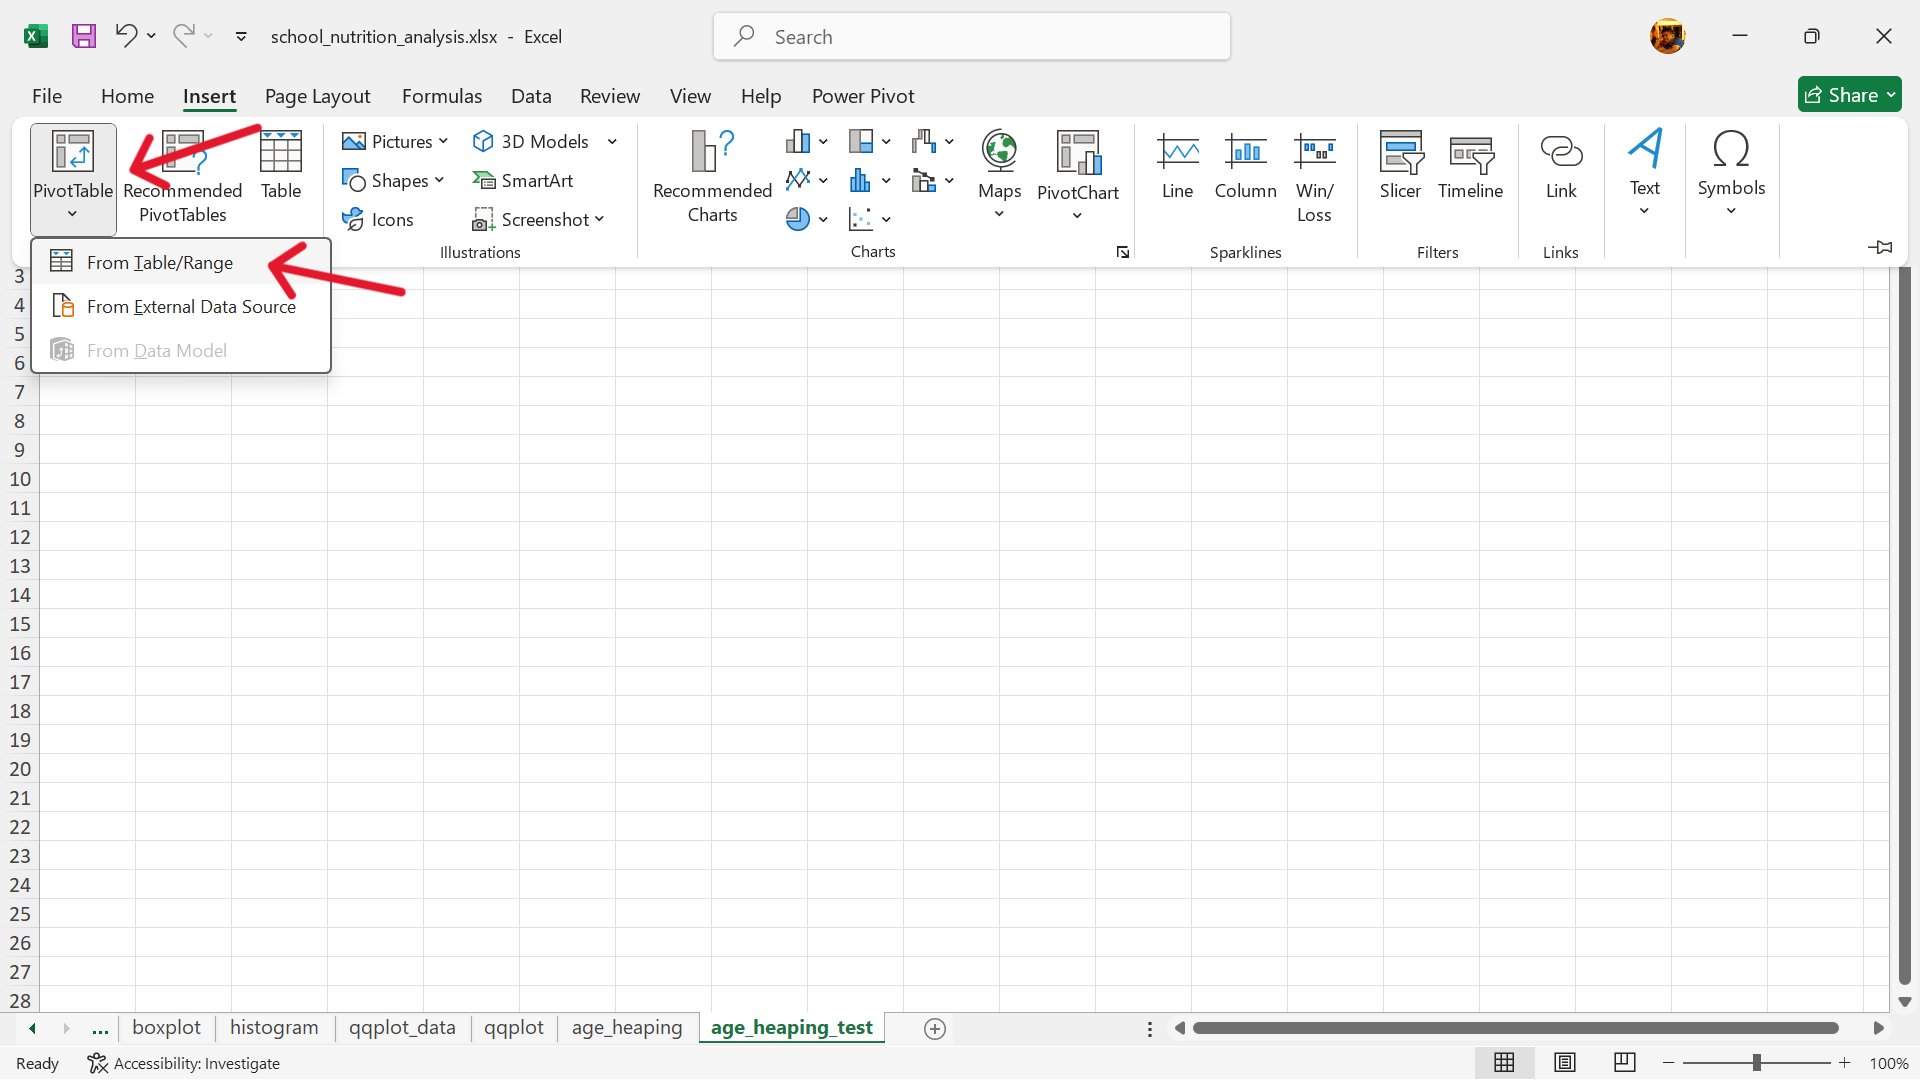 school_nutrition_analysis.xlsx - Excel
Search
File Home Insert Page Layout Formulas Data Review View Help Power Pivot
Share
PivotTable
Recommended PivotTables
Table
Pictures
Shapes
Icons
3D Models
SmartArt
Screenshot
Illustrations
Recommended Charts
Maps
PivotChart
Charts
Line
Column
Win/ Loss
Sparklines
Slicer
Timeline
Filters
Link
Links
Text
Symbols
From Table/Range
From External Data Source
From Data Model
3
4
5
6
7
8
9
10
11
12
13
14
15
16
17
18
19
20
21
22
23
24
25
26
27
28
... boxplot histogram qqplot_data qqplot age_heaping age_heaping_test
Ready Accessibility: Investigate 100%